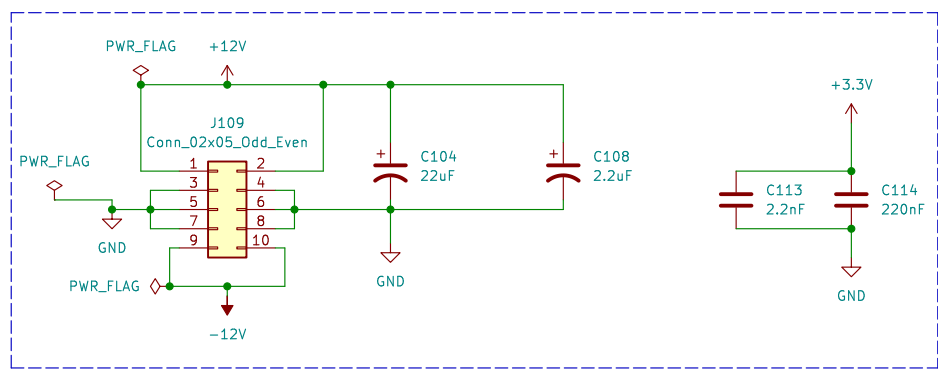 PWR_FLAG
+12V
+3.3V
J109
Conn_02x05_Odd_Even
PWR_FLAG
1
2
3
4
5
6
7
8
9
10
+
C104
22uF
+
C108
2.2uF
C113
2.2nF
C114
220nF
GND
GND
GND
PWR_FLAG
-12V